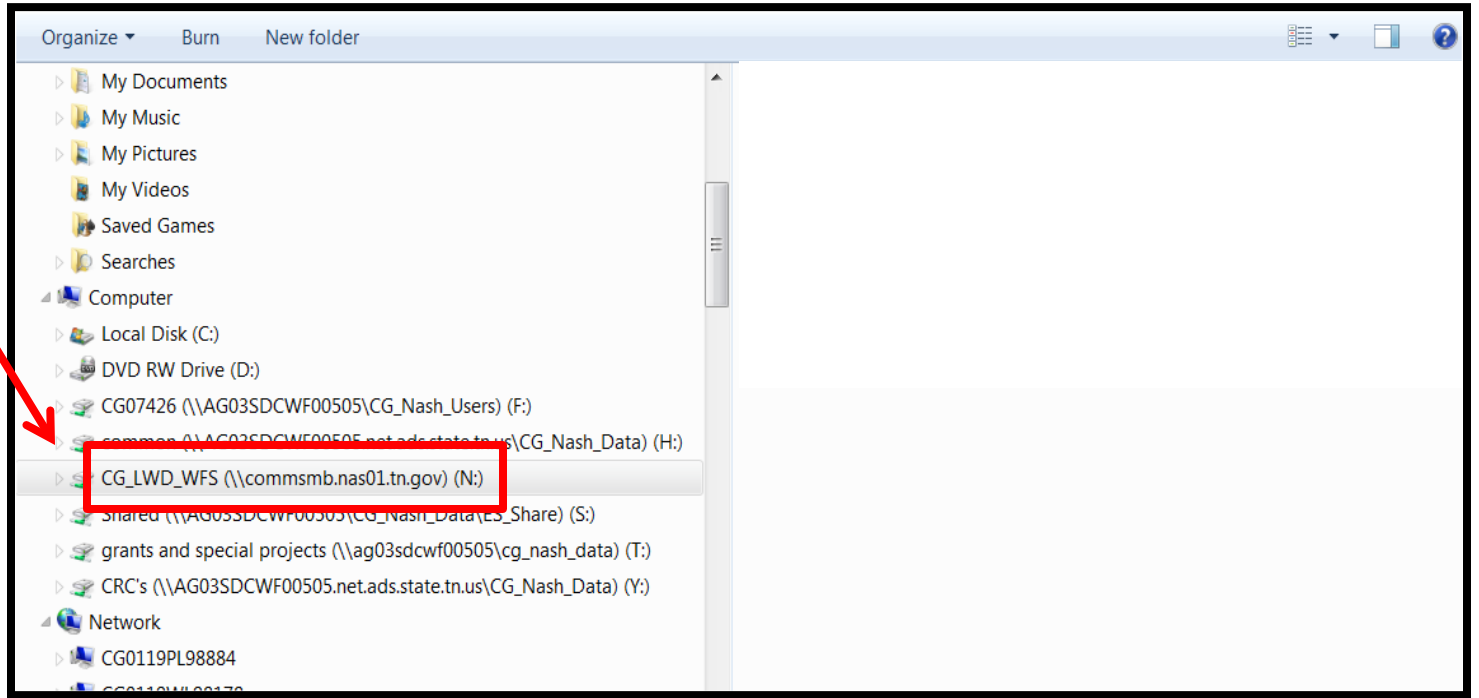 Organize Burn New folder
My Documents
My Music
My Pictures
My Videos
Saved Games
Searches
Computer
Local Disk (C:)
DVD RW Drive (D:)
CG07426 (\\AG03SDCWF00505\CG_Nash_Users) (F:)
common (\\AG03SDCWF00505.net.ads.state.tn.us\CG_Nash_Data) (H:)
CG_LWD_WFS (\\commsmb.nas01.tn.gov) (N:)
Shared (\\AG03SDCWF00505\CG_Nash_Data\ES_Share) (S:)
grants and special projects (\\ag03sdcwf00505\cg_nash_data) (T:)
CRC's (\\AG03SDCWF00505.net.ads.state.tn.us\CG_Nash_Data) (Y:)
Network
CG0119PL98884